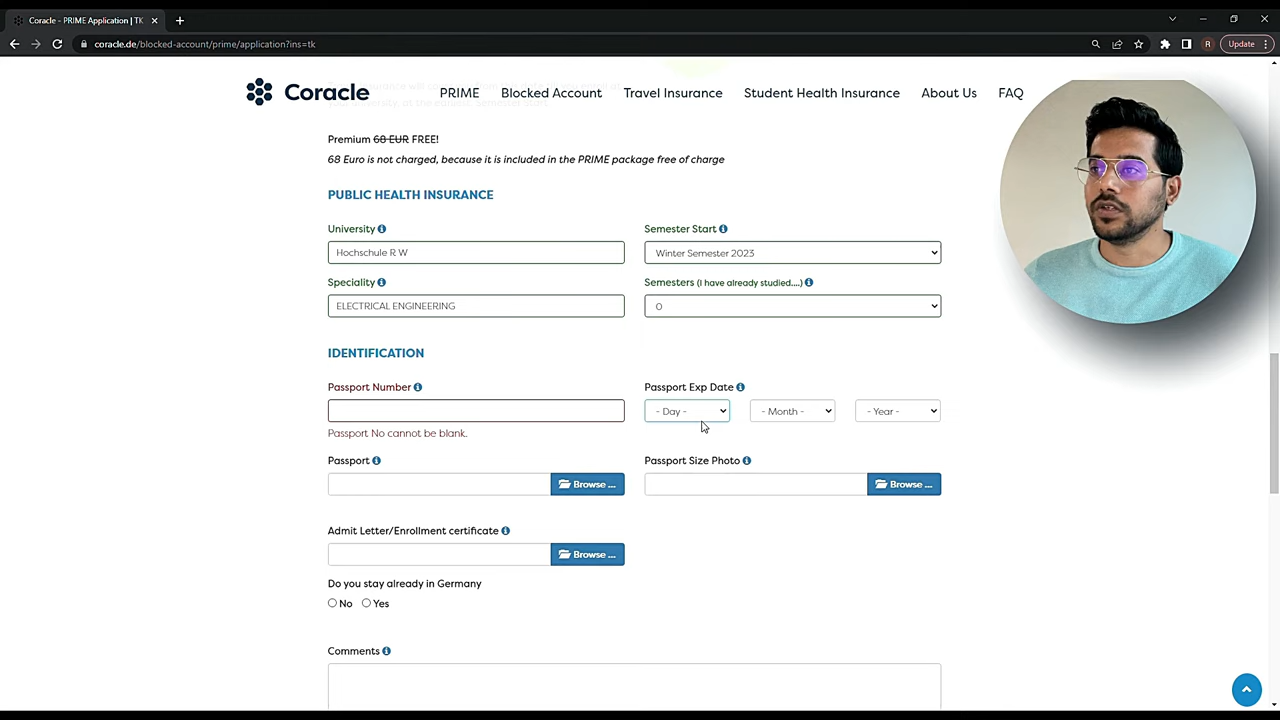 Coracle - PRIME Application | TK
Update
coracle.de/blocked-account/prime/application?ins=tk
R
Coracle
PRIME
Blocked Account
Travel Insurance
Student Health Insurance
About Us
FAQ
Premium 68 EUR FREE!
68 Euro is not charged, because it is included in the PRIME package free of charge
PUBLIC HEALTH INSURANCE
University
Semester Start
Hochschule R W
Winter Semester 2023
Speciality
Semesters (I have already studied....)
ELECTRICAL ENGINEERING
0
IDENTIFICATION
Passport Number
Passport Exp Date
- Day -
- Month -
- Year -
Passport No cannot be blank.
Passport
Passport Size Photo
Browse ...
Browse ...
Admit Letter/Enrollment certificate
Browse ...
Do you stay already in Germany
No
Yes
Comments